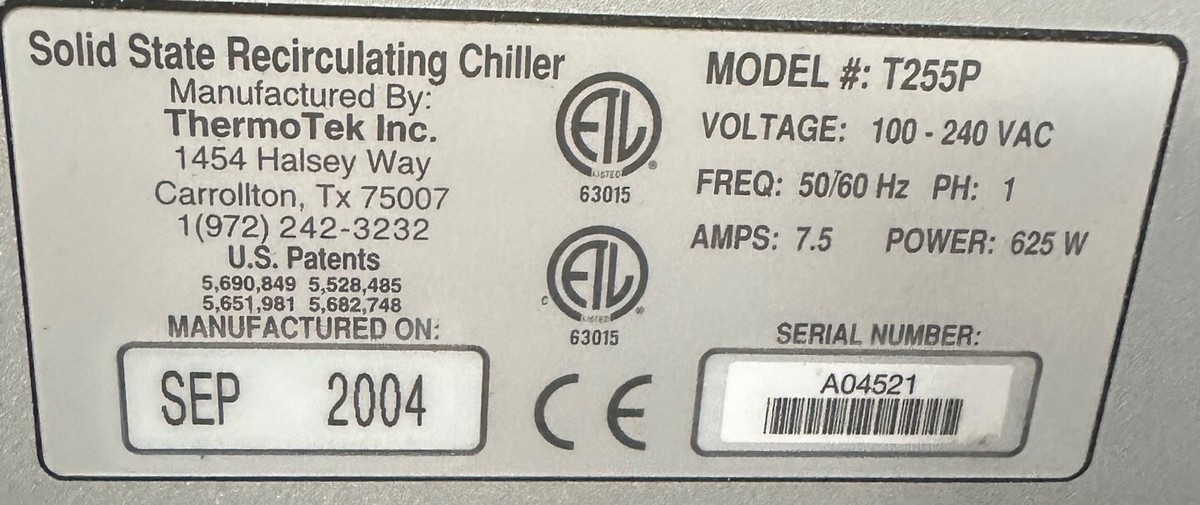 Solid State Recirculating Chiller
Manufactured By:
ThermoTek Inc.
1454 Halsey Way
Carrollton, Tx 75007
1(972) 242-3232
U.S. Patents
5,690,849 5,528,485
5,651,981 5,682,748
MANUFACTURED ON:
SEP 2004
ETL
LISTED
®
63015
C
ETL
LISTED
®
63015
CE
MODEL #: T255P
VOLTAGE: 100 - 240 VAC
FREQ: 50/60 Hz PH: 1
AMPS: 7.5 POWER: 625 W
SERIAL NUMBER:
A04521